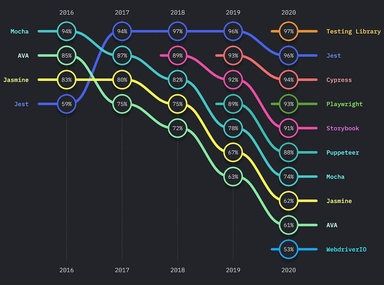 2016 2017 2018 2019 2020
Mocha 94% 94% 97% 96% 97% Testing Library
AVA 85% 87% 89% 93% 96% Jest
Jasmine 83% 80% 82% 92% 94% Cypress
Jest 59% 75% 75% 89% 93% Playwright
72% 78% 91% Storybook
67% 88% Puppeteer
63% 74% Mocha
62% Jasmine
61% AVA
53% WebdriverIO
2016 2017 2018 2019 2020